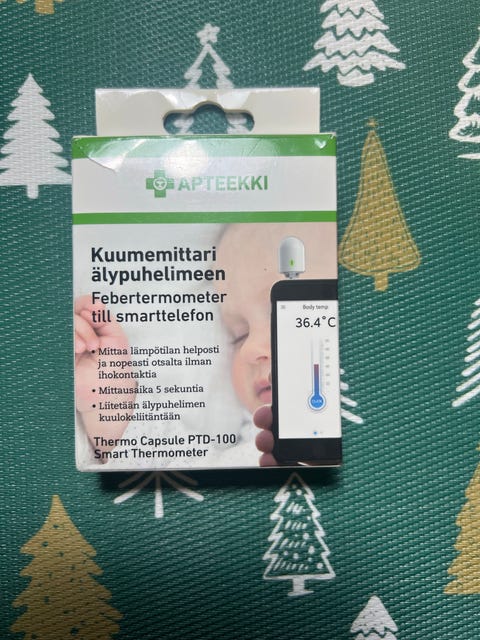 APTEEKKI
Kuumemittari
älypuhelimeen
Febertermometer
till smarttelefon
• Mittaa lämpötilan helposti
ja nopeasti otsalta ilman
ihokontaktia
• Mittausaika 5 sekuntia
• Liitetään älypuhelimen
kuulokeliitäntään
Thermo Capsule PTD-100
Smart Thermometer
Body temp.
36.4°C